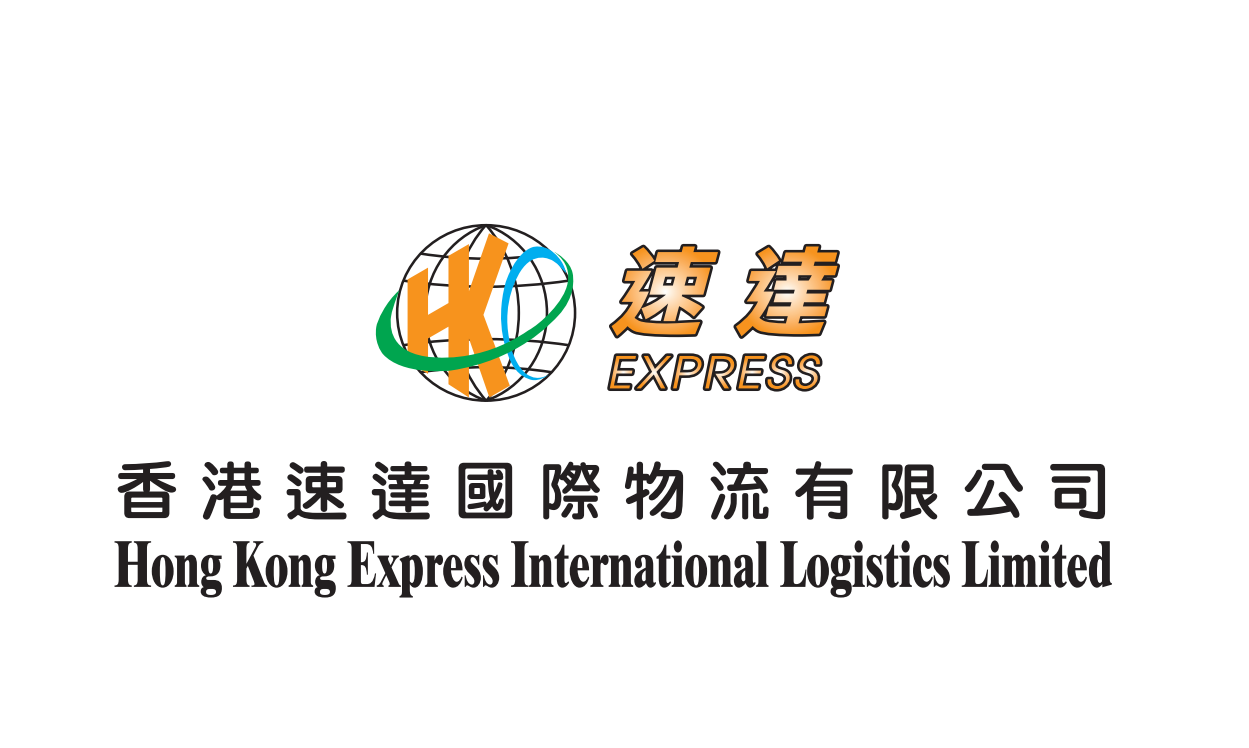 HK
速達
EXPRESS
香港速達國際物流有限公司
Hong Kong Express International Logistics Limited